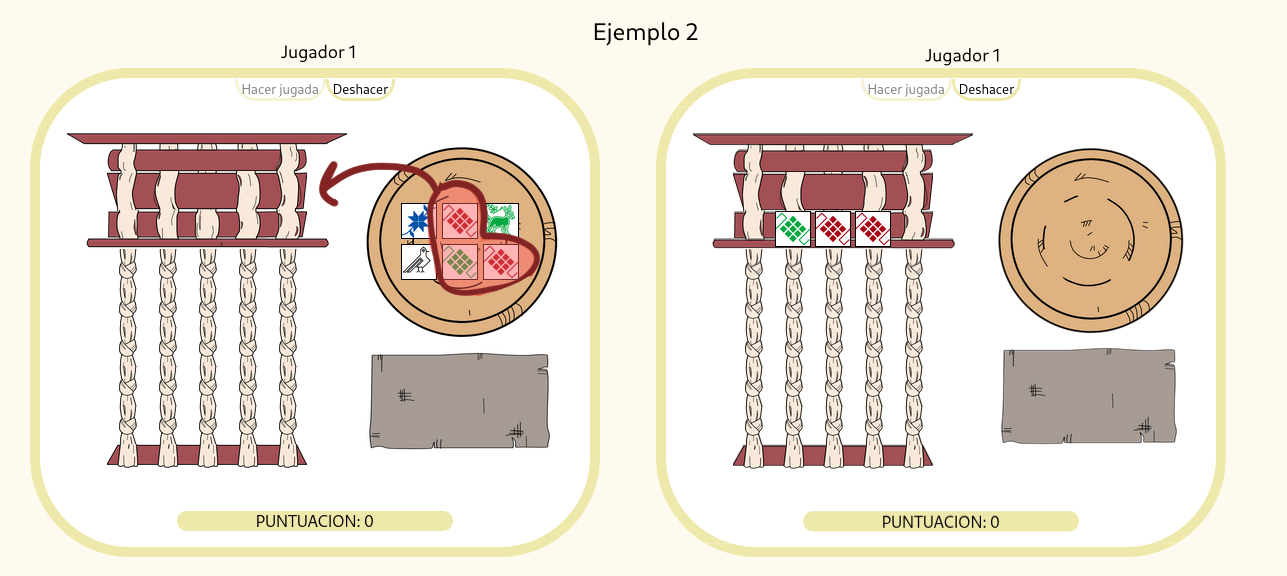 Ejemplo 2
Jugador 1
Hacer jugada
Deshacer
PUNTUACION: 0
Jugador 1
Hacer jugada
Deshacer
PUNTUACION: 0